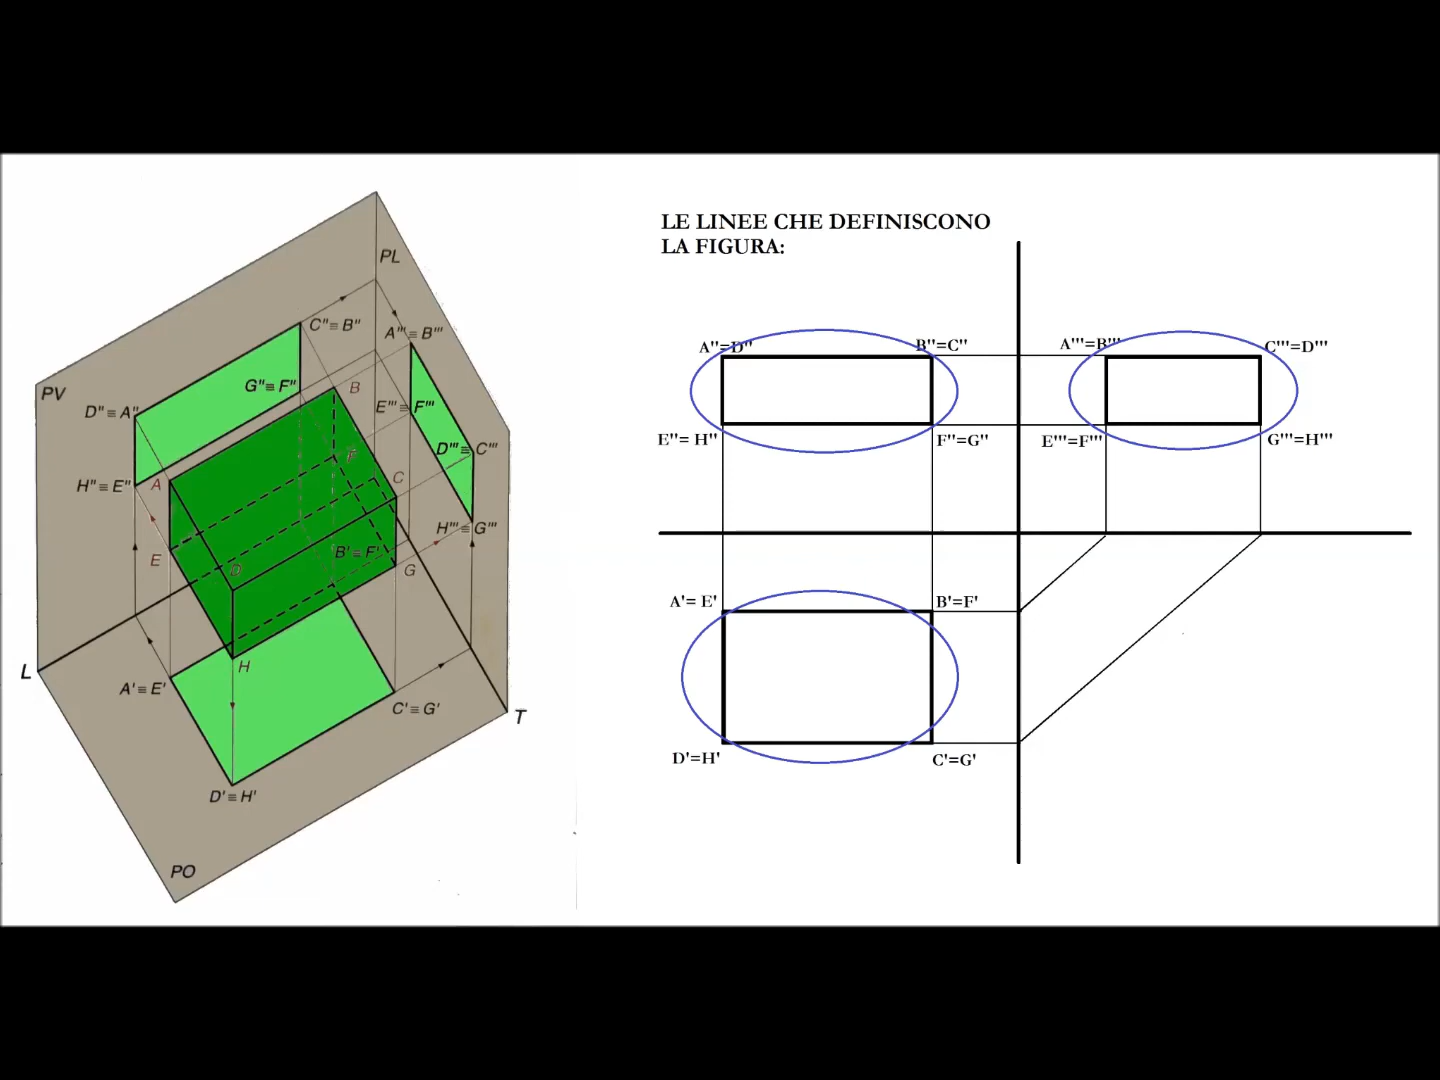 PL
C"≡ B"
A'''≡ B'''
PV
G"≡ F"
B
D"≡ A"
E'''≡ F'''
F
D'''≡ C'''
H"≡ E"
A
C
H'''≡ G'''
E
D
B'≡ F'
G
L
H
A'≡ E'
C'≡ G'
T
D'≡ H'
PO
LE LINEE CHE DEFINISCONO
LA FIGURA:
A"=D"
B"=C"
A'''=B'''
C'''=D'''
E"= H"
F"=G"
E'''=F'''
G'''=H'''
A'= E'
B'=F'
D'=H'
C'=G'